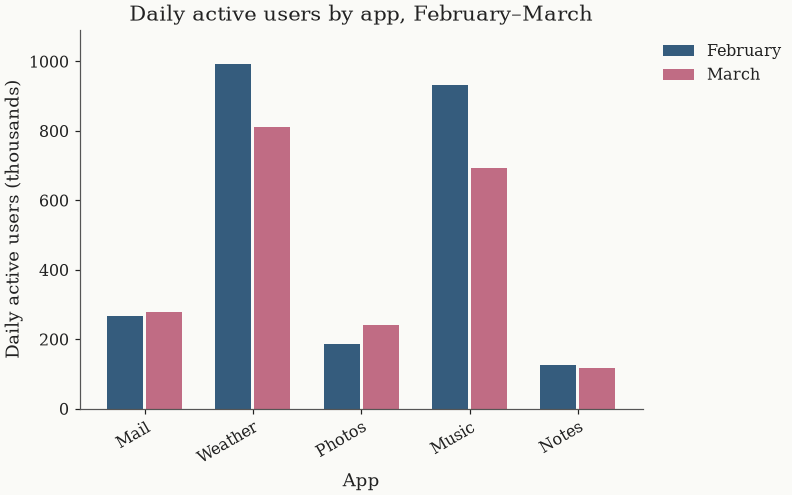 Daily active users by app, February–March
February
March
Daily active users (thousands)
1000
800
600
400
200
0
Mail
Weather
Photos
Music
Notes
App